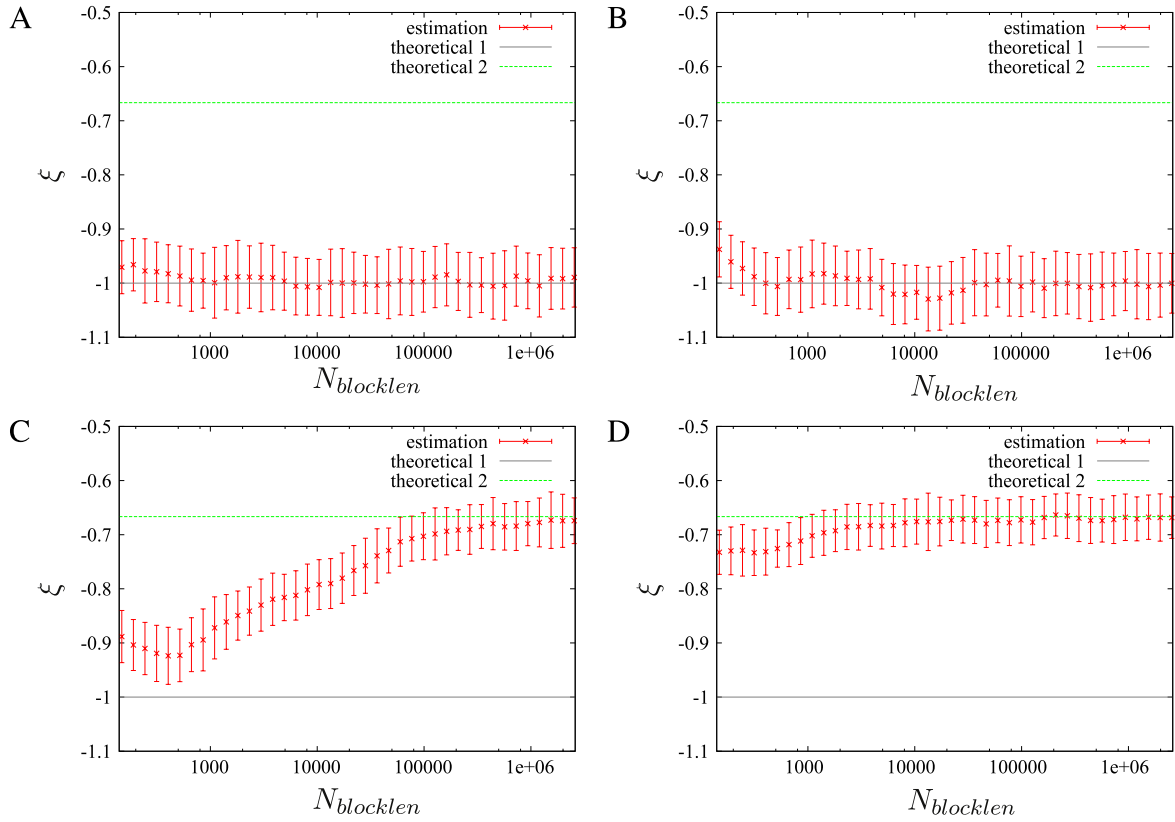 A
-0.5
-0.6
-0.7
-0.8
-0.9
-1
-1.1
ξ
estimation
theoretical 1
theoretical 2
1000 10000 100000 1e+06
N_blocklen
B
-0.5
-0.6
-0.7
-0.8
-0.9
-1
-1.1
ξ
estimation
theoretical 1
theoretical 2
1000 10000 100000 1e+06
N_blocklen
C
-0.5
-0.6
-0.7
-0.8
-0.9
-1
-1.1
ξ
estimation
theoretical 1
theoretical 2
1000 10000 100000 1e+06
N_blocklen
D
-0.5
-0.6
-0.7
-0.8
-0.9
-1
-1.1
ξ
estimation
theoretical 1
theoretical 2
1000 10000 100000 1e+06
N_blocklen